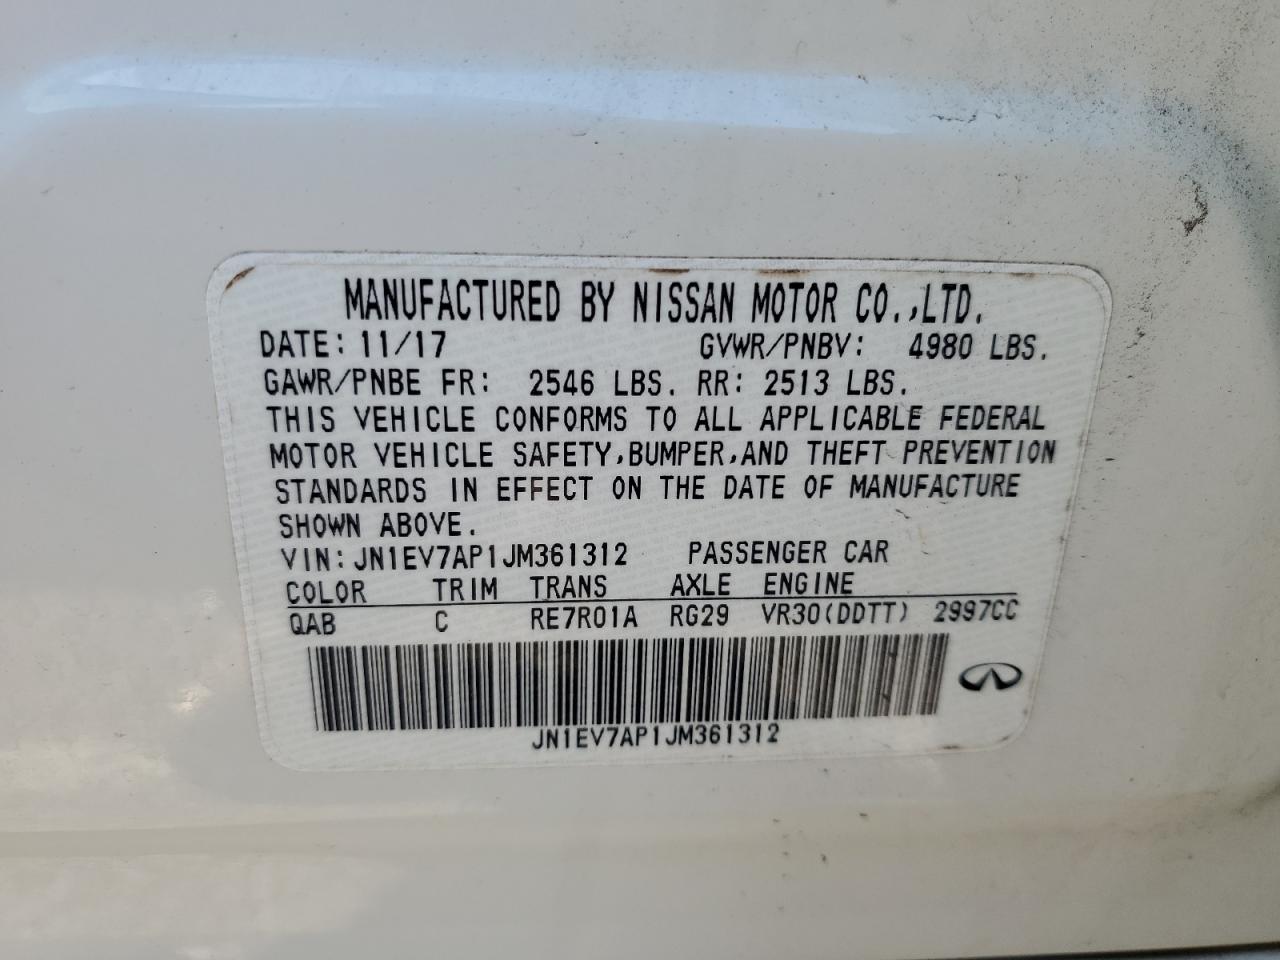 MANUFACTURED BY NISSAN MOTOR CO.,LTD.
DATE: 11/17 GVWR/PNBV: 4980 LBS.
GAWR/PNBE FR: 2546 LBS. RR: 2513 LBS.
THIS VEHICLE CONFORMS TO ALL APPLICABLE FEDERAL
MOTOR VEHICLE SAFETY,BUMPER,AND THEFT PREVENTION
STANDARDS IN EFFECT ON THE DATE OF MANUFACTURE
SHOWN ABOVE.
VIN: JN1EV7AP1JM361312 PASSENGER CAR
COLOR TRIM TRANS AXLE ENGINE
QAB C RE7R01A RG29 VR30(DDTT) 2997CC
JN1EV7AP1JM361312